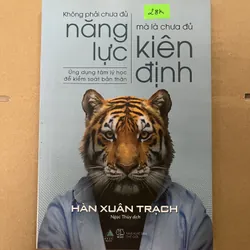 Không phải chưa đủ
năng
lực
mà là chưa đủ
kiên
định
Ứng dụng tâm lý học
để kiểm soát bản thân
28k
HÀN XUÂN TRẠCH
Ngọc Thúy dịch